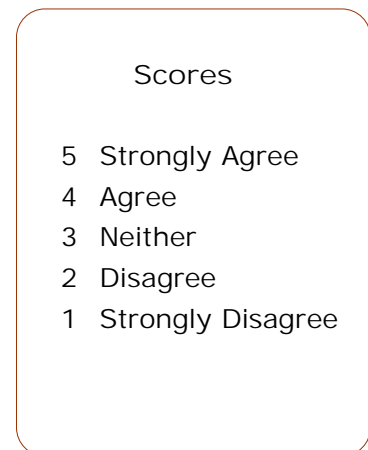 Scores
5 Strongly Agree
4 Agree
3 Neither
2 Disagree
1 Strongly Disagree